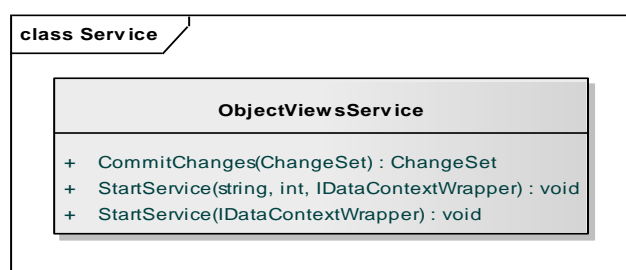 class Service
ObjectViewsService
+ CommitChanges(ChangeSet) : ChangeSet
+ StartService(string, int, IDataContextWrapper) : void
+ StartService(IDataContextWrapper) : void